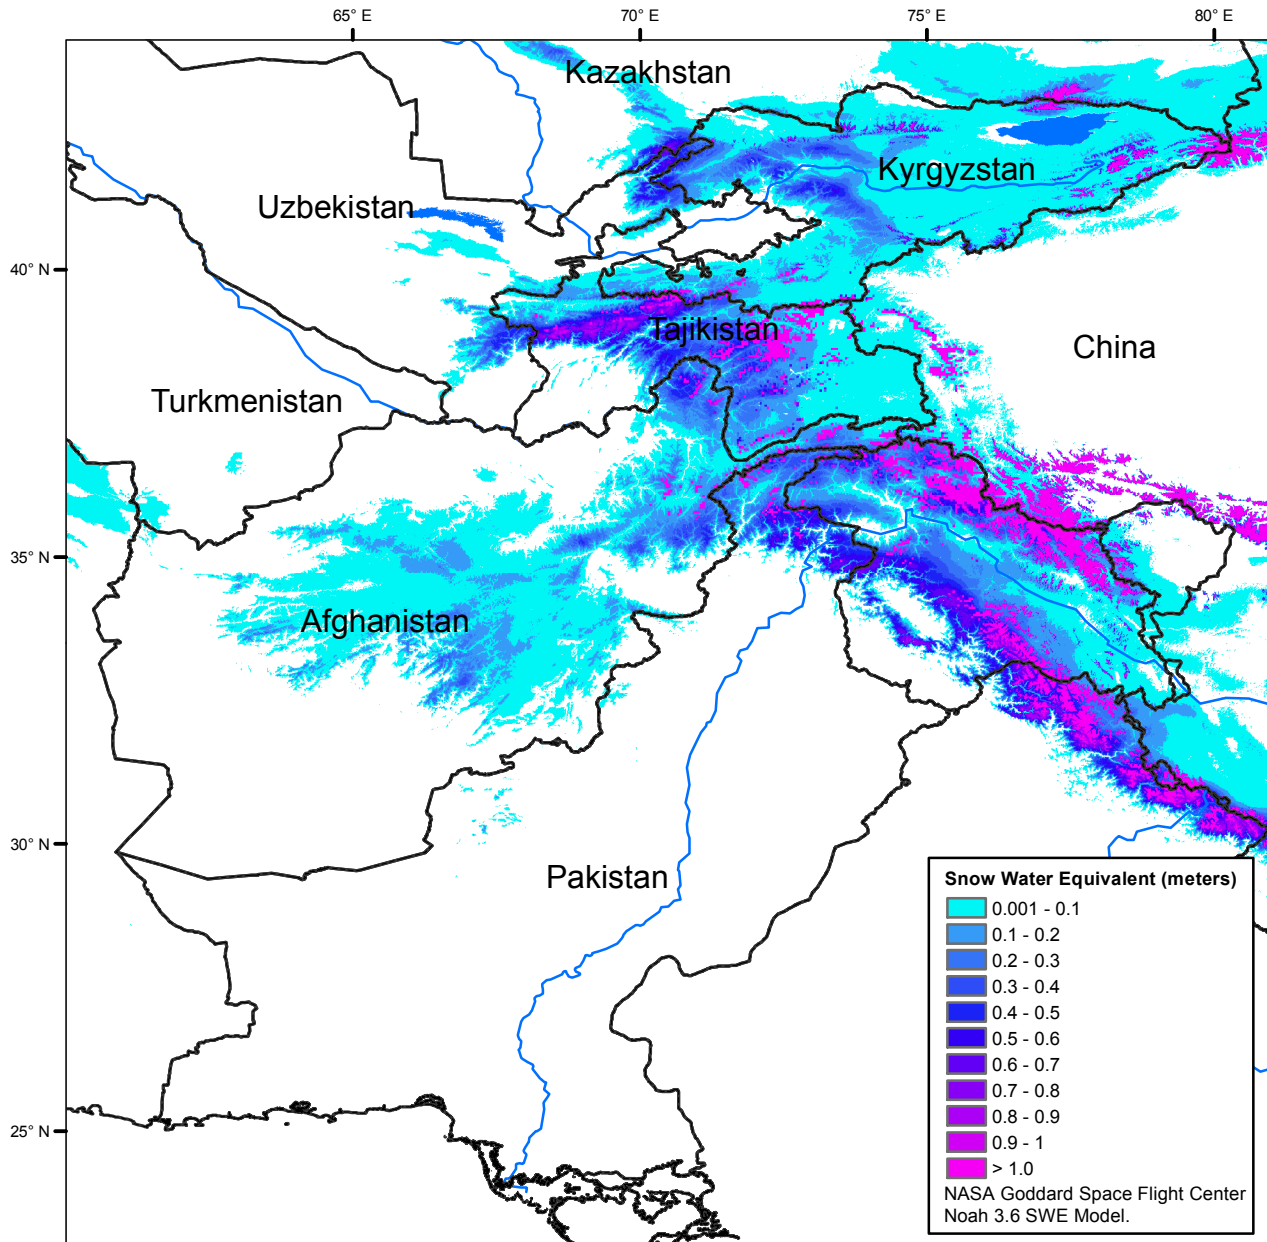 65° E
70° E
75° E
80° E
Kazakhstan
Kyrgyzstan
Uzbekistan
40° N
Tajikistan
China
Turkmenistan
35° N
Afghanistan
30° N
Pakistan
25° N
Snow Water Equivalent (meters)
0.001 - 0.1
0.1 - 0.2
0.2 - 0.3
0.3 - 0.4
0.4 - 0.5
0.5 - 0.6
0.6 - 0.7
0.7 - 0.8
0.8 - 0.9
0.9 - 1
> 1.0
NASA Goddard Space Flight Center
Noah 3.6 SWE Model.